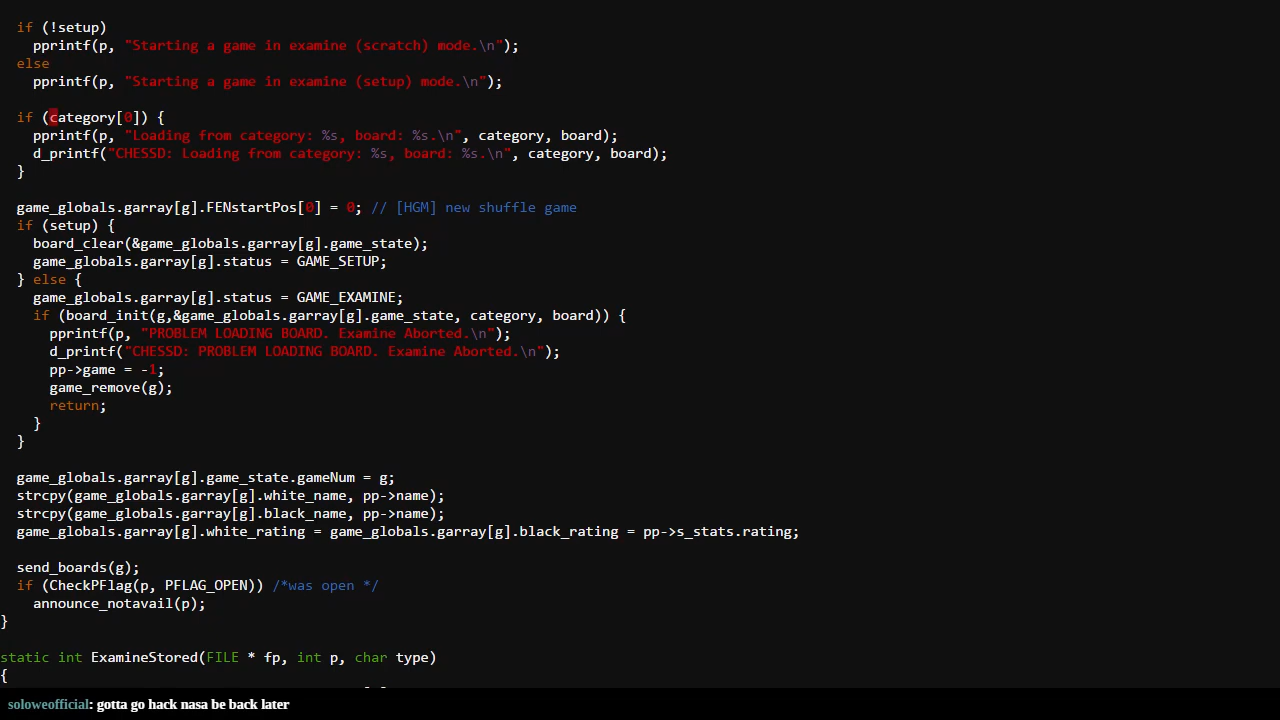 if (!setup)
pprintf(p, "Starting a game in examine (scratch) mode.\n");
else
pprintf(p, "Starting a game in examine (setup) mode.\n");
if (category[0]) {
pprintf(p, "Loading from category: %s, board: %s.\n", category, board);
d_printf("CHESSD: Loading from category: %s, board: %s.\n", category, board);
}
game_globals.garray[g].FENstartPos[0] = 0; // [HGM] new shuffle game
if (setup) {
board_clear(&game_globals.garray[g].game_state);
game_globals.garray[g].status = GAME_SETUP;
} else {
game_globals.garray[g].status = GAME_EXAMINE;
if (board_init(g,&game_globals.garray[g].game_state, category, board)) {
pprintf(p, "PROBLEM LOADING BOARD. Examine Aborted.\n");
d_printf("CHESSD: PROBLEM LOADING BOARD. Examine Aborted.\n");
pp->game = -1;
game_remove(g);
return;
}
}
game_globals.garray[g].game_state.gameNum = g;
strcpy(game_globals.garray[g].white_name, pp->name);
strcpy(game_globals.garray[g].black_name, pp->name);
game_globals.garray[g].white_rating = game_globals.garray[g].black_rating = pp->s_stats.rating;
send_boards(g);
if (CheckPFlag(p, PFLAG_OPEN)) /*was open */
announce_notavail(p);
}
static int ExamineStored(FILE * fp, int p, char type)
{
soloweofficial: gotta go hack nasa be back later